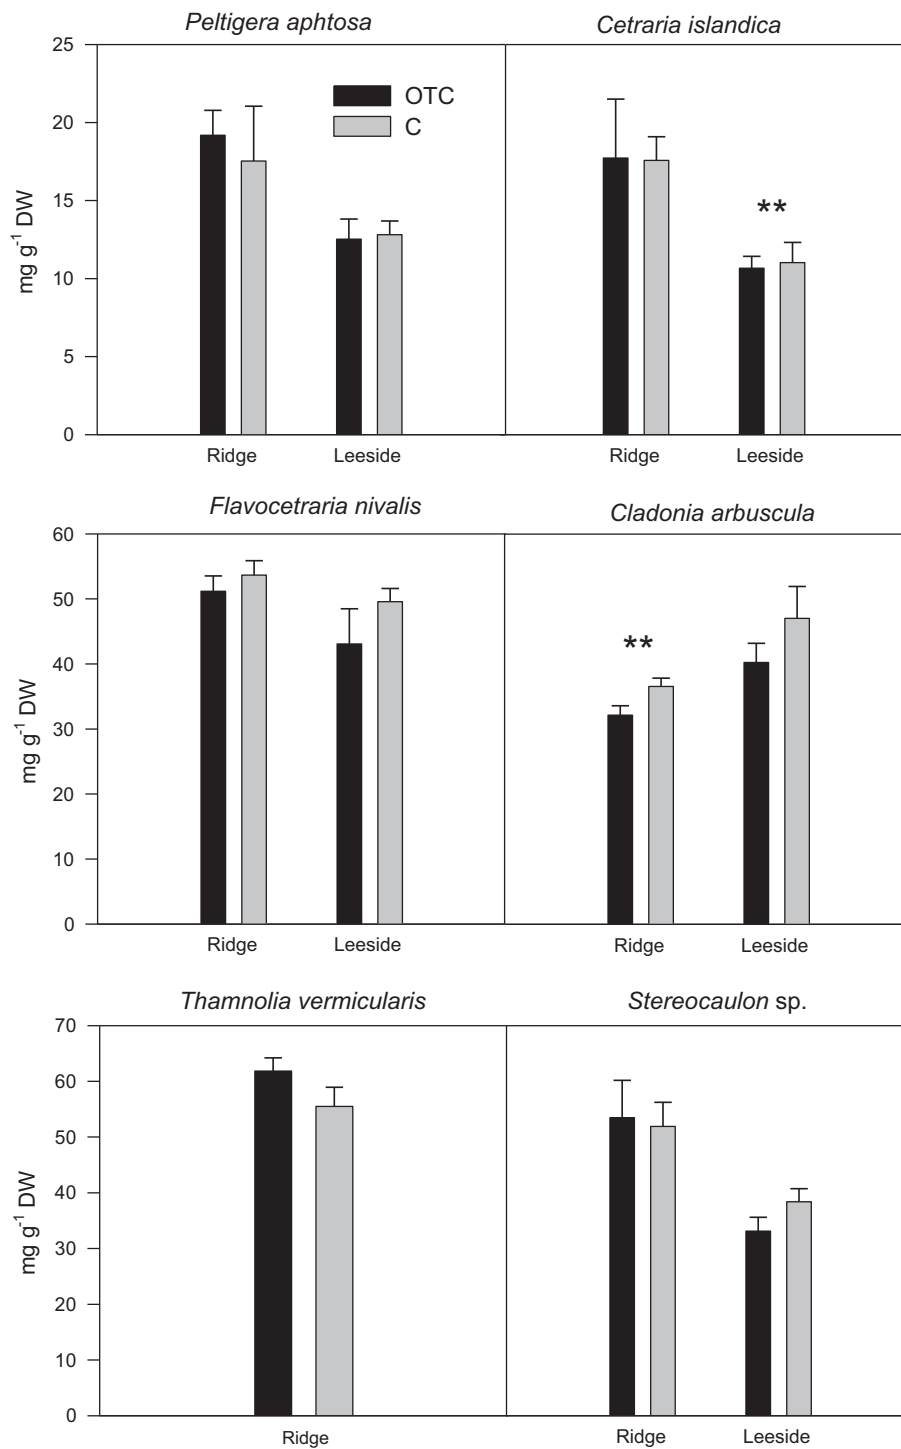 Peltigera aphtosa
Cetraria islandica
25
20
15
10
5
0
mg g-1 DW
OTC
C
**
Ridge
Leeside
Ridge
Leeside
Flavocetraria nivalis
Cladonia arbuscula
60
50
40
30
20
10
0
mg g-1 DW
**
Ridge
Leeside
Ridge
Leeside
Thamnolia vermicularis
Stereocaulon sp.
70
60
50
40
30
20
10
0
mg g-1 DW
Ridge
Ridge
Leeside